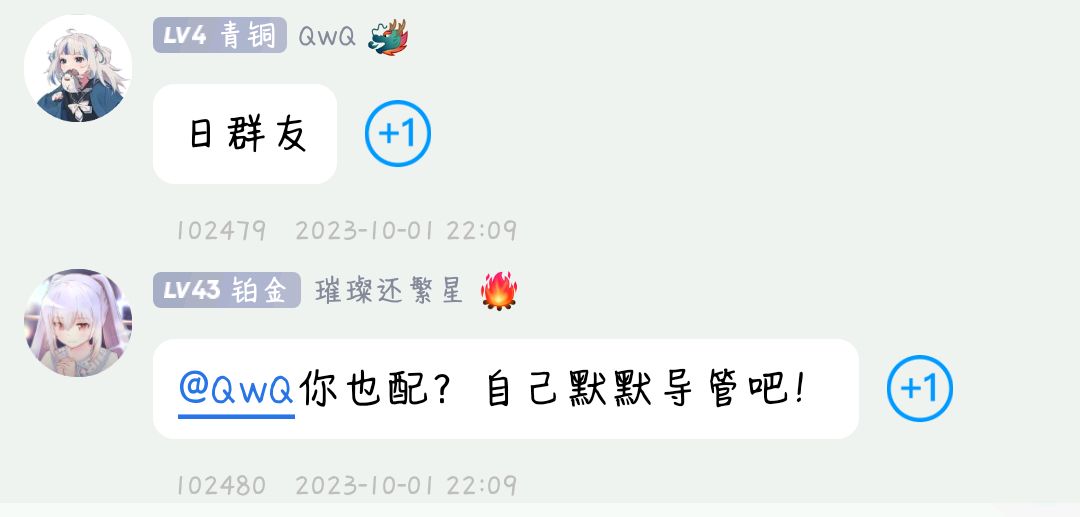 LV4 青铜 QwQ
日群友 +1
102479 2023-10-01 22:09
LV43 铂金 璀璨还繁星
@QwQ你也配？自己默默导管吧！ +1
102480 2023-10-01 22:09